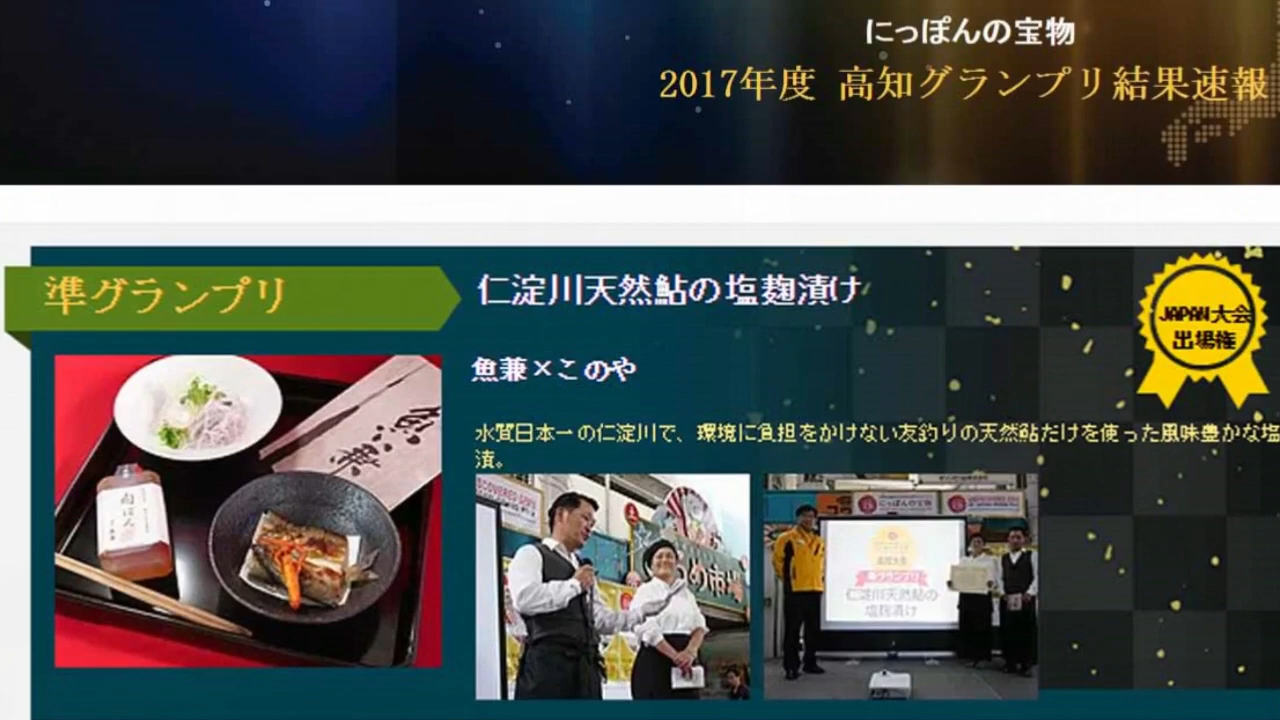 にっぽんの宝物
2017年度 高知グランプリ結果速報
準グランプリ
仁淀川天然鮎の塩麹漬け
JAPAN大会
出場権
魚兼×このや
水質日本一の仁淀川で、環境に負担をかけない友釣りの天然鮎だけを使った風味豊かな塩
漬。
魚兼
にっぽんの宝物
準グランプリ
仁淀川天然鮎の
塩麹漬け